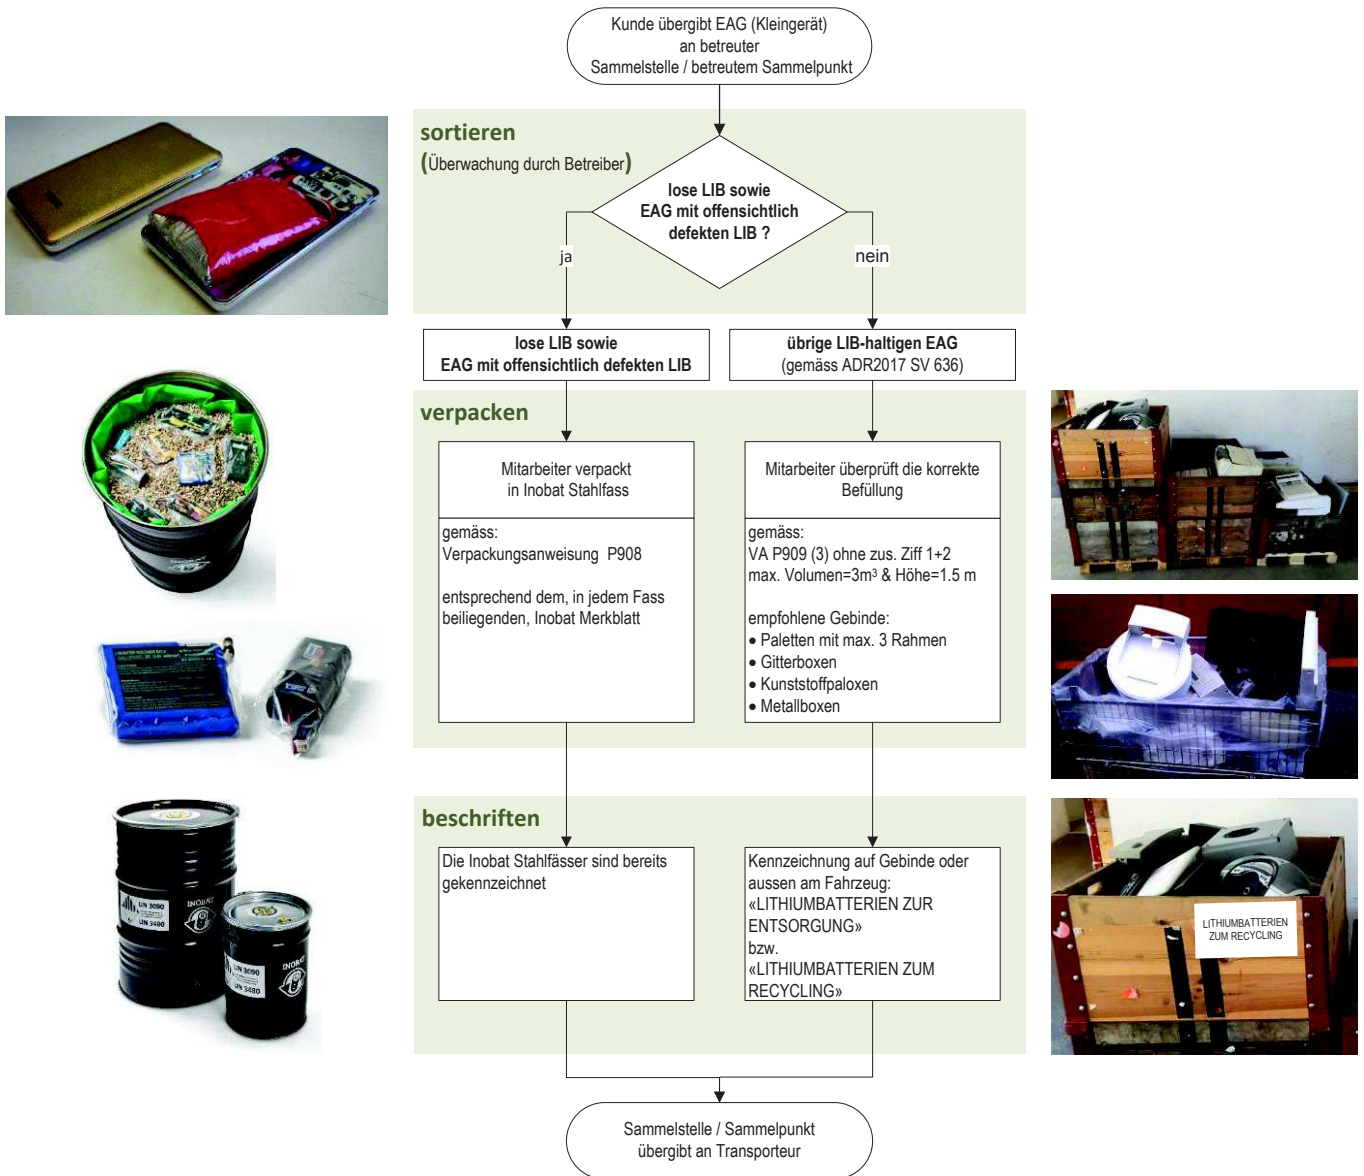 Kunde übergibt EAG (Kleingerät)
an betreuter
Sammelstelle / betreutem Sammelpunkt
sortieren
(Überwachung durch Betreiber)
lose LIB sowie
EAG mit offensichtlich
defekten LIB ?
ja
nein
lose LIB sowie
EAG mit offensichtlich defekten LIB
übrige LIB-haltigen EAG
(gemäss ADR2017 SV 636)
verpacken
Mitarbeiter verpackt
in Inobat Stahlfass
gemäss:
Verpackungsanweisung P908
entsprechend dem, in jedem Fass
beiliegenden, Inobat Merkblatt
Mitarbeiter überprüft die korrekte
Befüllung
gemäss:
VA P909 (3) ohne zus. Ziff 1+2
max. Volumen=3m³ & Höhe=1.5 m
empfohlene Gebinde:
• Paletten mit max. 3 Rahmen
• Gitterboxen
• Kunststoffpaloxen
• Metallboxen
beschriften
Die Inobat Stahlfässer sind bereits
gekennzeichnet
Kennzeichnung auf Gebinde oder
aussen am Fahrzeug:
«LITHIUMBATTERIEN ZUR
ENTSORGUNG»
bzw.
«LITHIUMBATTERIEN ZUM
RECYCLING»
UN 3090
UN 3480
INOBAT
UN 3090
UN 3480
INOBAT
LITHIUMBATTERIEN
ZUM RECYCLING
Sammelstelle / Sammelpunkt
übergibt an Transporteur